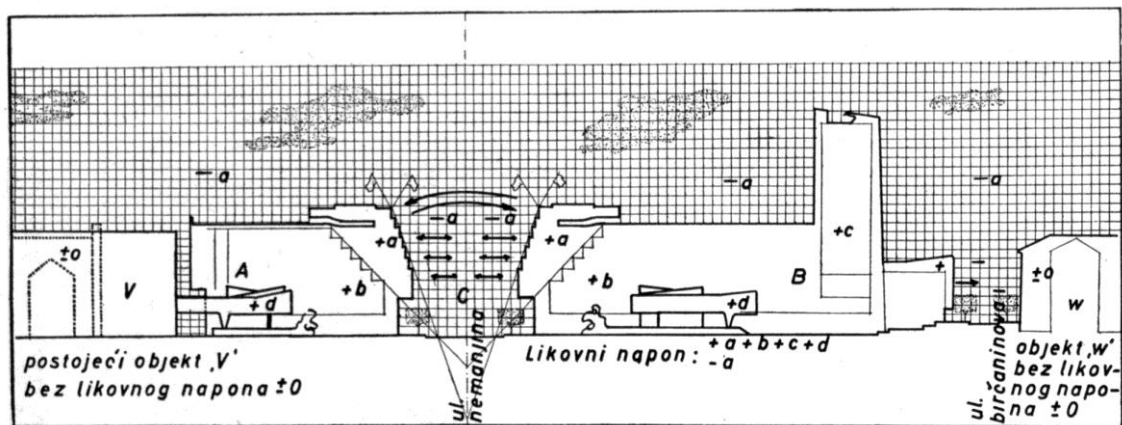 - a
- a
- a
- a
- a
+ a
+ a
+ c
±0
V
A
+ b
+ d
C
+ b
+ d
B
+
-
±0
W
postojeći objekt ‚V'
bez likovnog napona ±0
ul.
nemanjina
Likovni napon: + a + b + c + d
- a
ul.
birčaninova
objekt ‚W'
bez likov-
nog napo-
na ±0